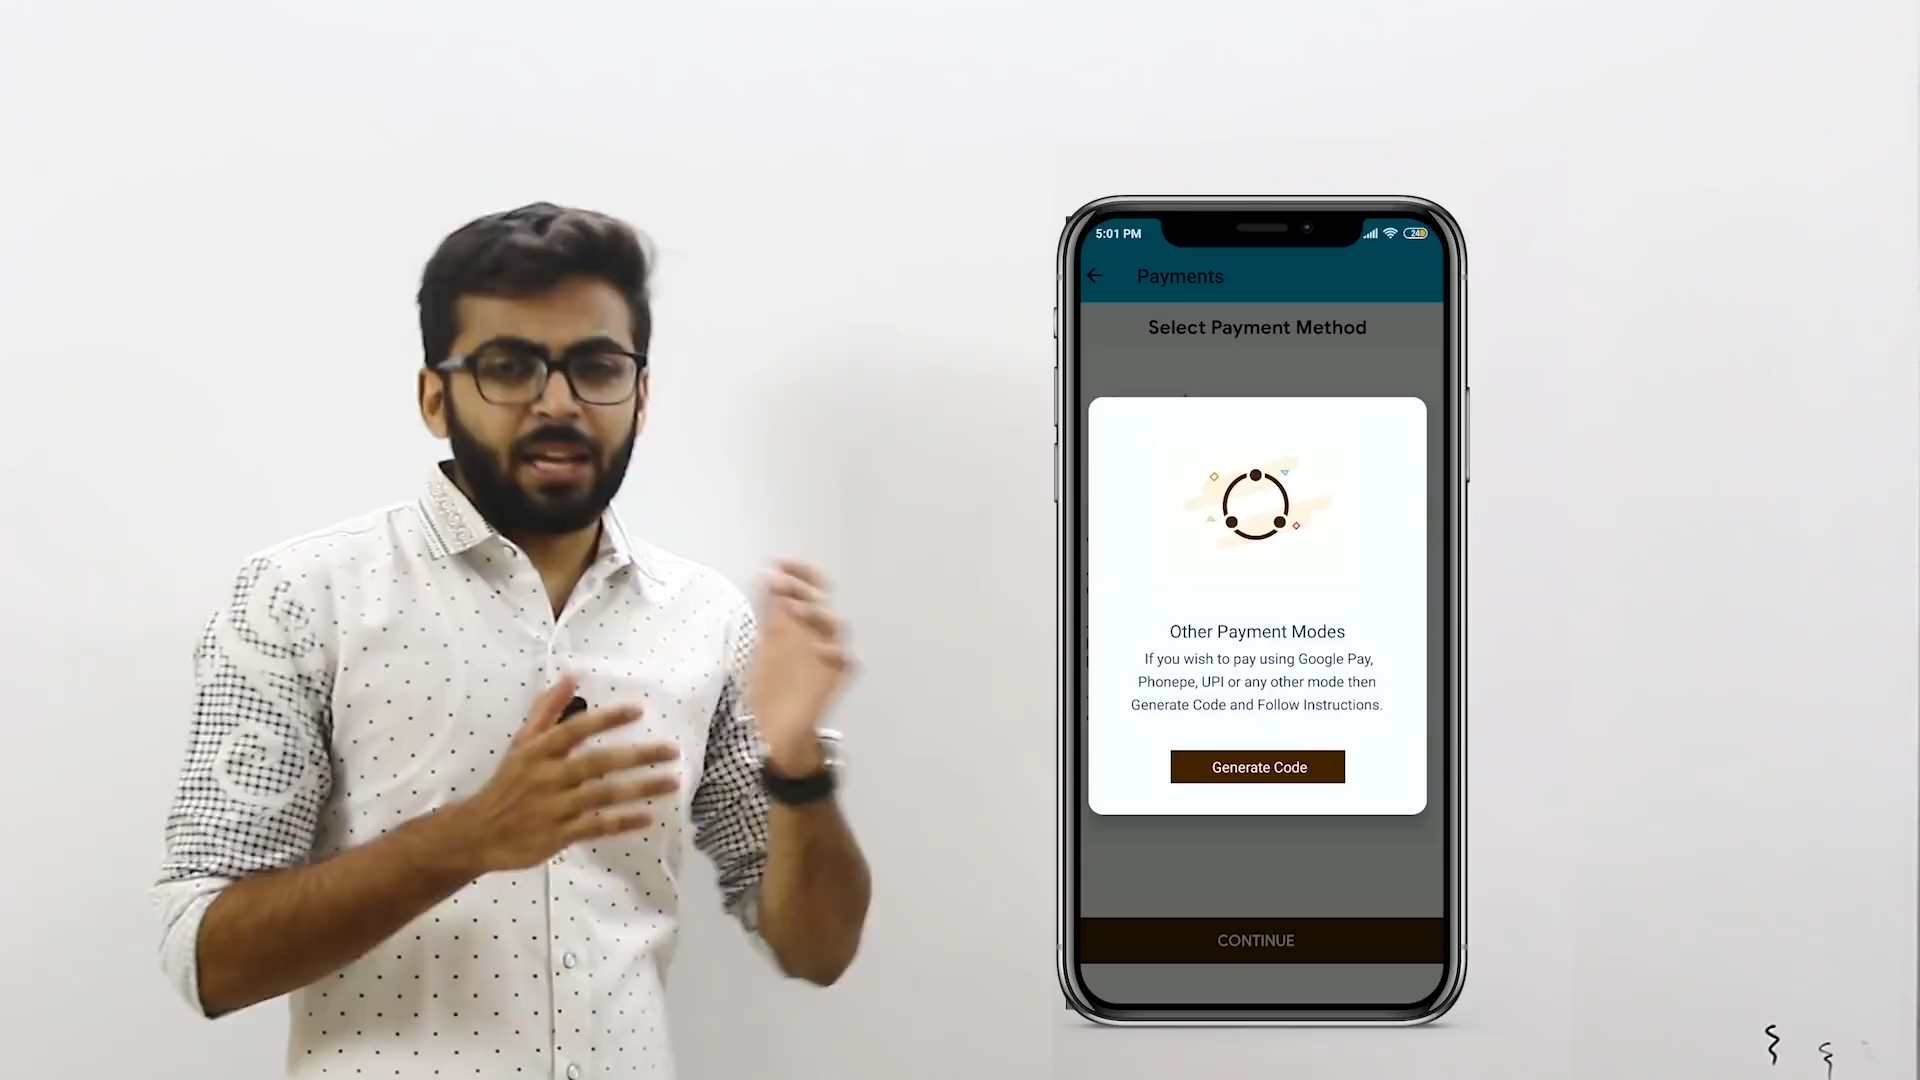 5:01 PM
24
Payments
Select Payment Method
Other Payment Modes
If you wish to pay using Google Pay,
Phonepe, UPI or any other mode then
Generate Code and Follow Instructions.
Generate Code
CONTINUE